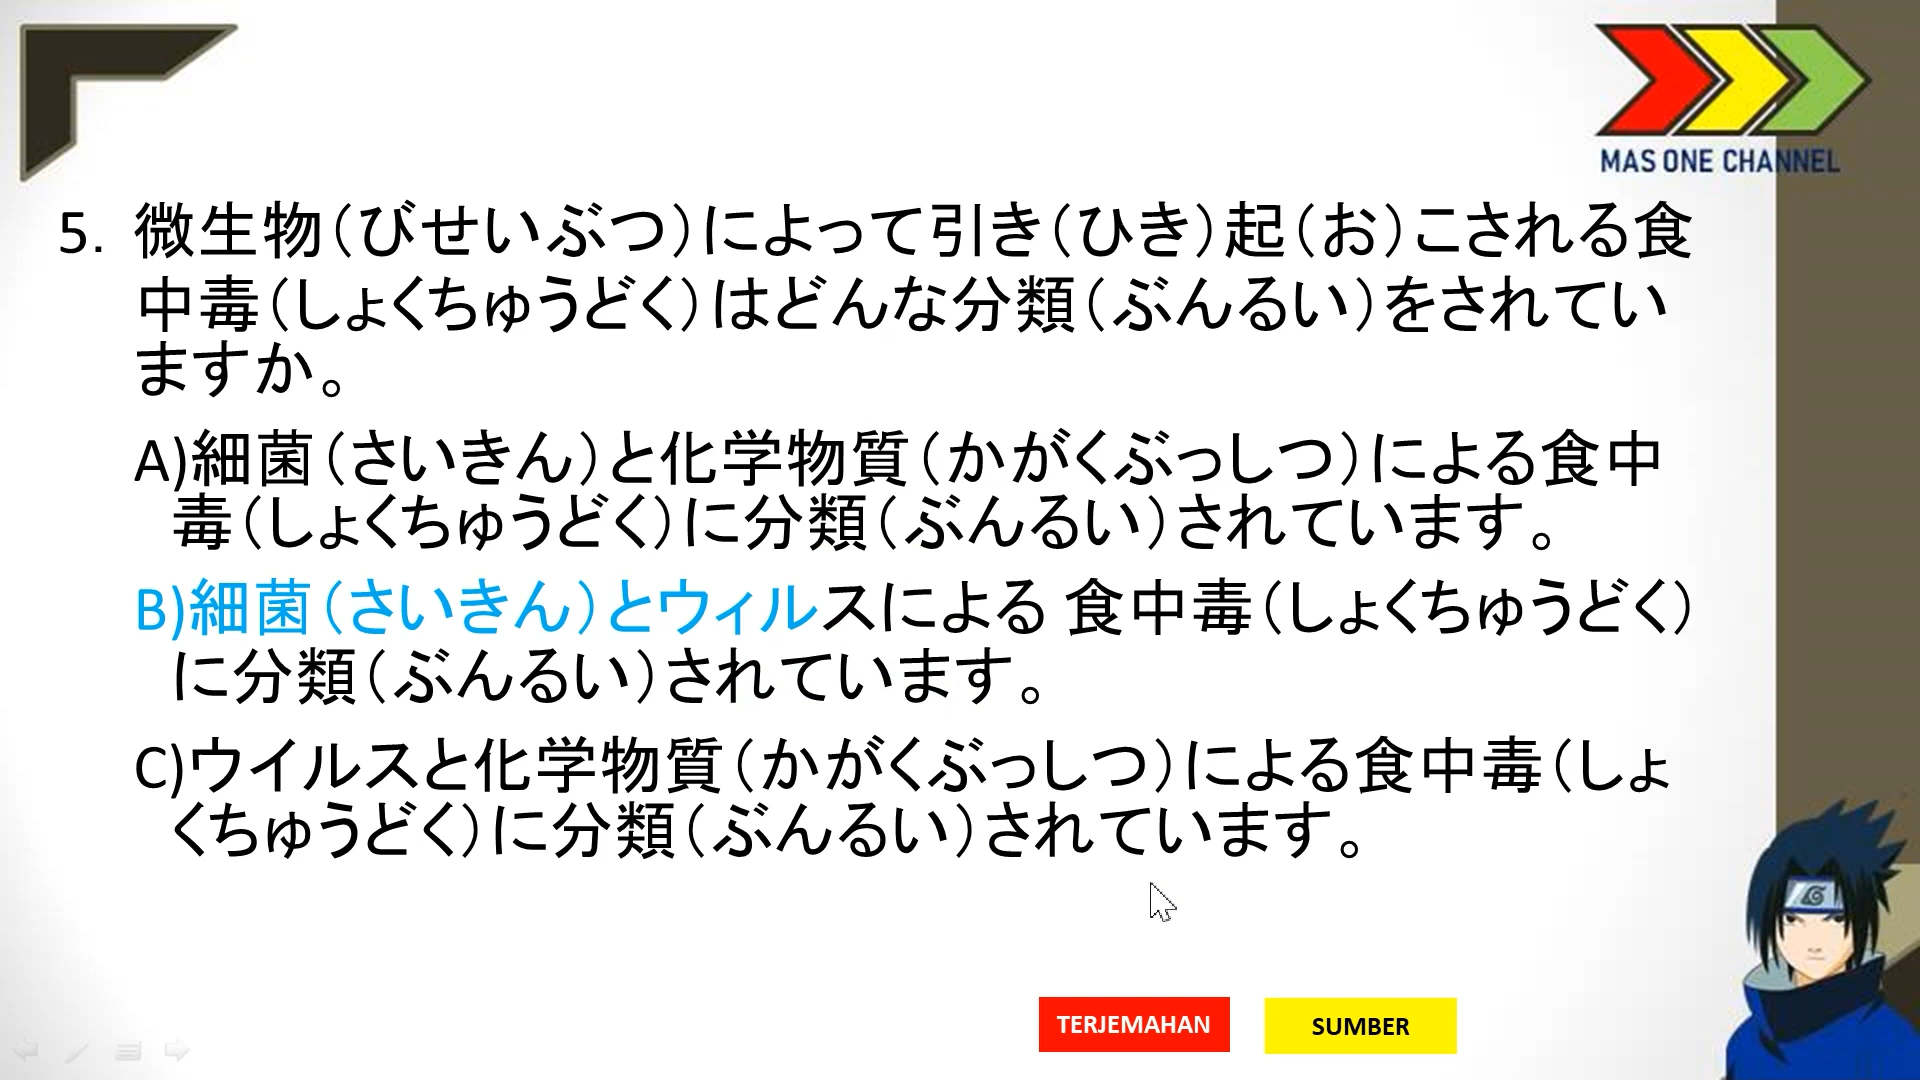 MAS ONE CHANNEL
5. 微生物（びせいぶつ）によって引き（ひき）起（お）こされる食
中毒（しょくちゅうどく）はどんな分類（ぶんるい）をされてい
ますか。
A)細菌（さいきん）と化学物質（かがくぶっしつ）による食中
毒（しょくちゅうどく）に分類（ぶんるい）されています。
B)細菌（さいきん）とウィルスによる 食中毒（しょくちゅうどく）
に分類（ぶんるい）されています。
C)ウイルスと化学物質（かがくぶっしつ）による食中毒（しょ
くちゅうどく）に分類（ぶんるい）されています。
TERJEMAHAN
SUMBER